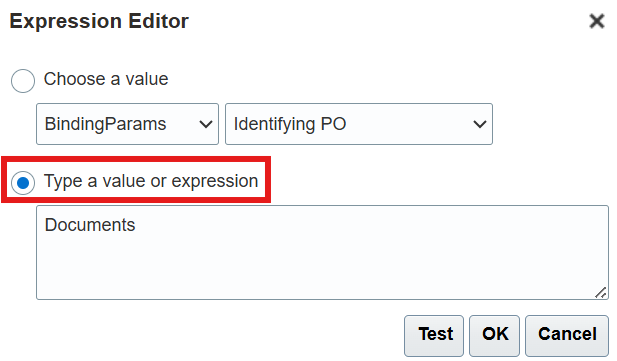 Expression Editor
Choose a value
BindingParams Identifying PO
Type a value or expression
Documents
Test OK Cancel